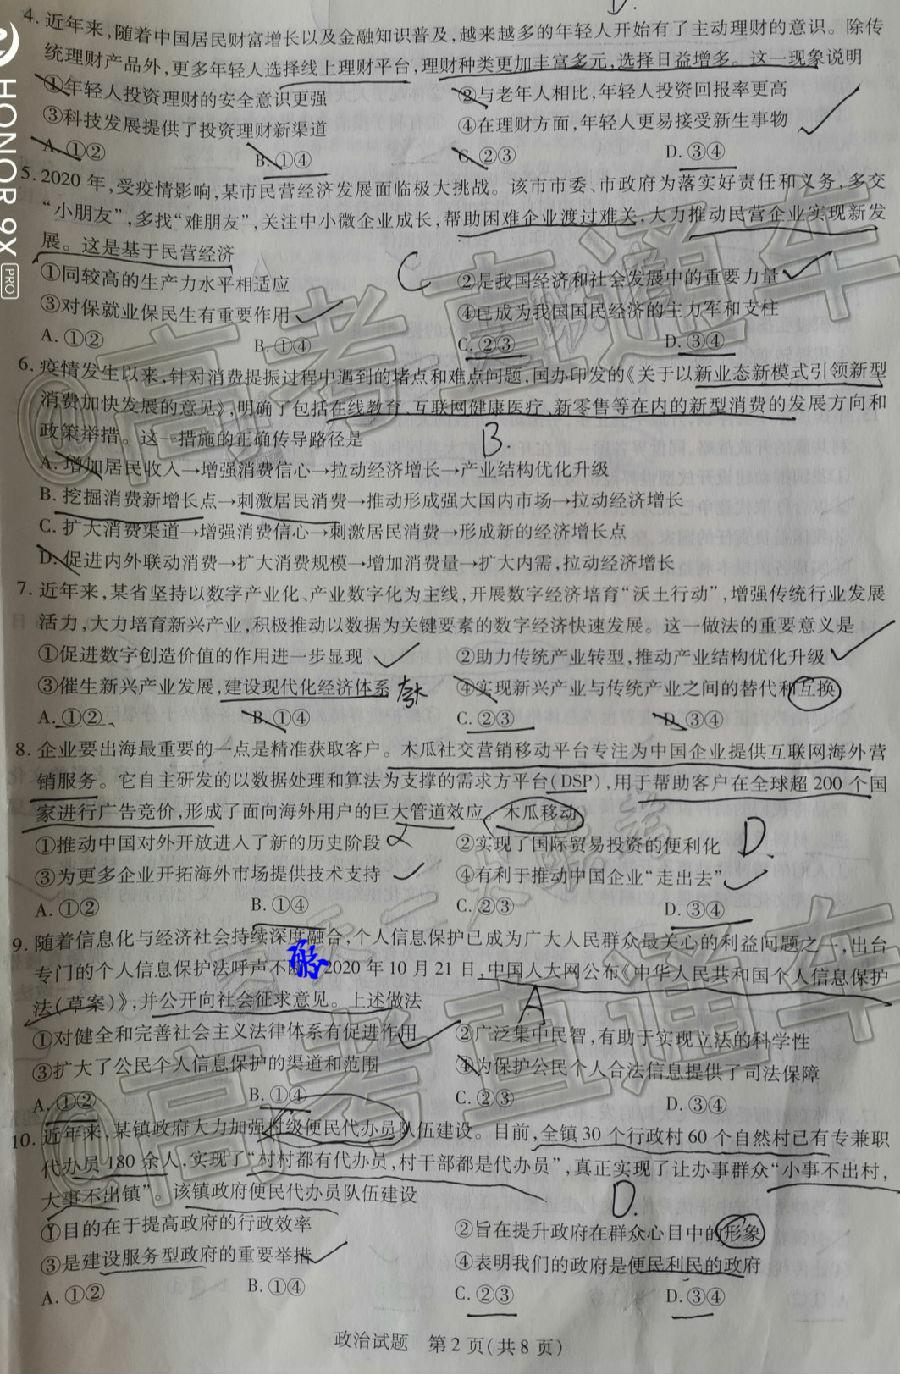 4. 近年来,随着中国居民财富增长以及金融知识普及,越来越多的年轻人开始有了主动理财的意识。除传
统理财产品外,更多年轻人选择线上理财平台,理财种类更加丰富多元,选择日益增多。这一现象说明
①年轻人投资理财的安全意识更强 ②与老年人相比,年轻人投资回报率更高
③科技发展提供了投资理财新渠道 ④在理财方面,年轻人更易接受新生事物
A. ①② B. ①④ C. ②③ D. ③④
5. 2020 年,受疫情影响,某市民营经济发展面临极大挑战。该市市委、市政府为落实好责任和义务,多交
“小朋友”,多找“难朋友”,关注中小微企业成长,帮助困难企业渡过难关,大力推动民营企业实现新发
展。这是基于民营经济
C
①同较高的生产力水平相适应 ②是我国经济和社会发展中的重要力量
③对保就业保民生有重要作用 ④已成为我国国民经济的主力军和支柱
A. ①② B. ①④ C. ②③ D. ③④
6. 疫情发生以来,针对消费提振过程中遇到的堵点和难点问题,国办印发的《关于以新业态新模式引领新型
消费加快发展的意见》,明确了包括在线教育、互联网健康医疗、新零售等在内的新型消费的发展方向和
政策举措。这一措施的正确传导路径是
B.
A. 增加居民收入→增强消费信心→拉动经济增长→产业结构优化升级
B. 挖掘消费新增长点→刺激居民消费→推动形成强大国内市场→拉动经济增长
C. 扩大消费渠道→增强消费信心→刺激居民消费→形成新的经济增长点
D. 促进内外联动消费→扩大消费规模→增加消费量→扩大内需,拉动经济增长
7. 近年来,某省坚持以数字产业化、产业数字化为主线,开展数字经济培育“沃土行动”,增强传统行业发展
活力,大力培育新兴产业,积极推动以数据为关键要素的数字经济快速发展。这一做法的重要意义是
①促进数字创造价值的作用进一步显现 ②助力传统产业转型,推动产业结构优化升级
③催生新兴产业发展,建设现代化经济体系 ④实现新兴产业与传统产业之间的替代和互换
A. ①② B. ①④ C. ②③ D. ③④
8. 企业要出海最重要的一点是精准获取客户。木瓜社交营销移动平台专注为中国企业提供互联网海外营
销服务。它自主研发的以数据处理和算法为支撑的需求方平台(DSP),用于帮助客户在全球超 200 个国
家进行广告竞价,形成了面向海外用户的巨大管道效应。木瓜移动
D.
①推动中国对外开放进入了新的历史阶段 ②实现了国际贸易投资的便利化
③为更多企业开拓海外市场提供技术支持 ④有利于推动中国企业“走出去”
A. ①② B. ①④ C. ②③ D. ③④
9. 随着信息化与经济社会持续深度融合,个人信息保护已成为广大人民群众最关心的利益问题之一,出台
专门的个人信息保护法呼声不断。2020 年 10 月 21 日,中国人大网公布《中华人民共和国个人信息保护
法(草案)》,并公开向社会征求意见。上述做法
A
①对健全和完善社会主义法律体系有促进作用 ②广泛集中民智,有助于实现立法的科学性
③扩大了公民个人信息保护的渠道和范围 ④为保护公民个人合法信息提供了司法保障
A. ①② B. ①④ C. ②③ D. ③④
10. 近年来,某镇政府大力加强村级便民代办员队伍建设。目前,全镇 30 个行政村 60 个自然村已有专兼职
代办员 180 余人,实现了“村村都有代办员,村干部都是代办员”,真正实现了让办事群众“小事不出村,
大事不出镇”。该镇政府便民代办员队伍建设
D.
①目的在于提高政府的行政效率 ②旨在提升政府在群众心目中的形象
③是建设服务型政府的重要举措 ④表明我们的政府是便民利民的政府
A. ①② B. ①④ C. ②③ D. ③④
政治试题 第 2 页(共 8 页)
HONOR 9X PRO
@高考直通车
@高考直通车